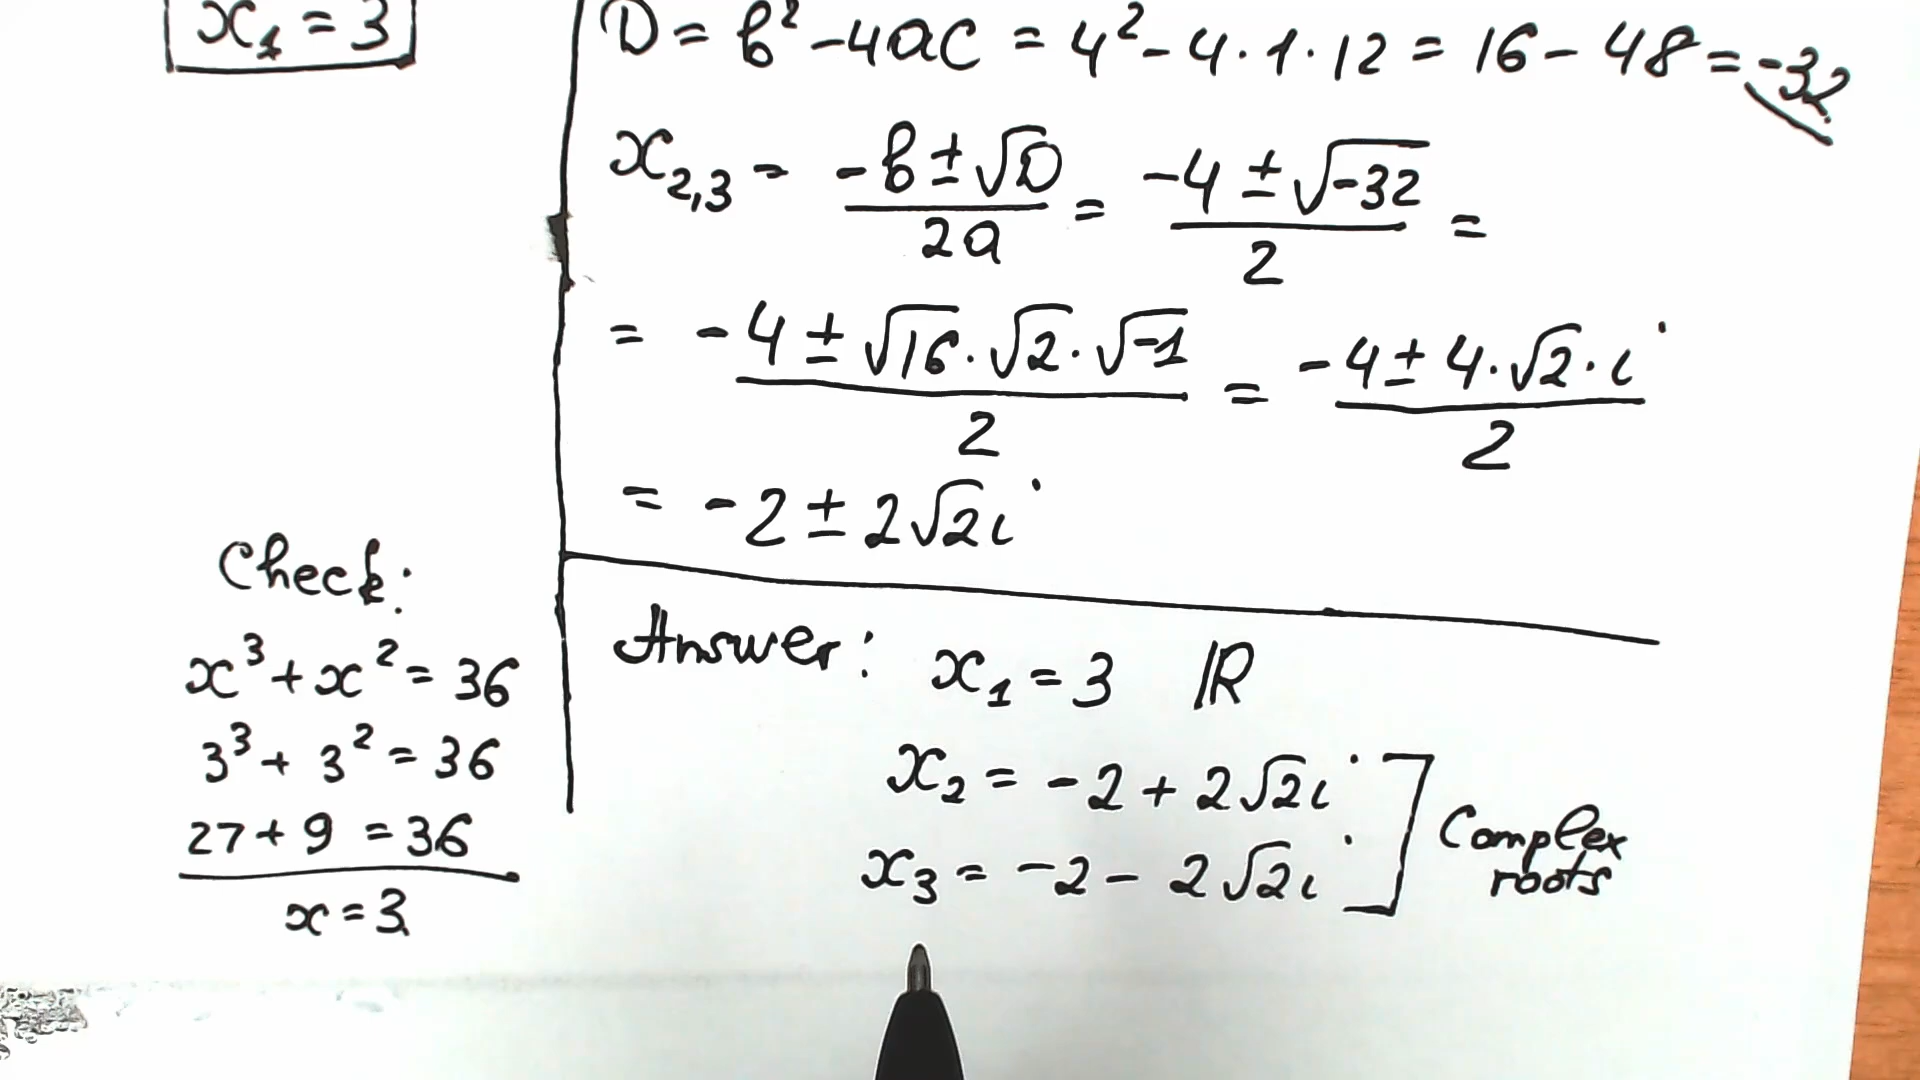 x₁ = 3
D = b² - 4ac = 4² - 4 · 1 · 12 = 16 - 48 = -32
x₂,₃ = (-b ± √D)/(2a) = (-4 ± √-32)/2 =
= (-4 ± √16 · √2 · √-1)/2 = (-4 ± 4 · √2 · i)/2
= -2 ± 2√2i
Check:
x³ + x² = 36
3³ + 3² = 36
27 + 9 = 36
x = 3
Answer: x₁ = 3 ℝ
x₂ = -2 + 2√2i
x₃ = -2 - 2√2i
Complex
roots